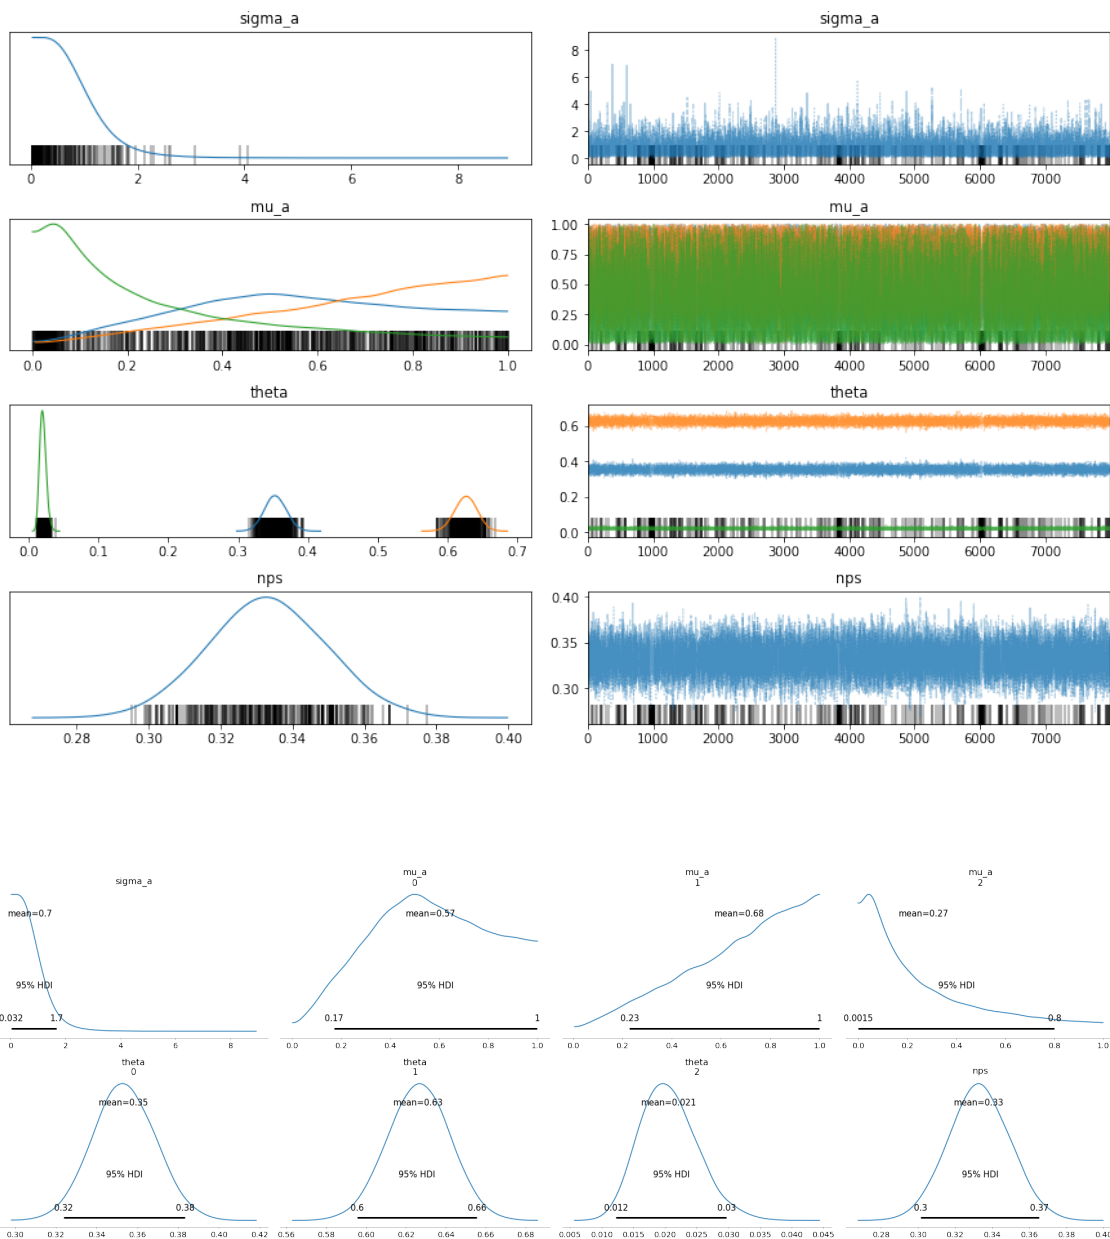 sigma_a sigma_a
8
6
4
2
0
0 2 4 6 8 0 1000 2000 3000 4000 5000 6000 7000
mu_a mu_a
1.00
0.75
0.50
0.25
0.00
0.0 0.2 0.4 0.6 0.8 1.0 0 1000 2000 3000 4000 5000 6000 7000
theta theta
0.6
0.4
0.2
0.0
0.0 0.1 0.2 0.3 0.4 0.5 0.6 0.7 0 1000 2000 3000 4000 5000 6000 7000
nps nps
0.40
0.35
0.30
0.28 0.30 0.32 0.34 0.36 0.38 0.40 0 1000 2000 3000 4000 5000 6000 7000
sigma_a mu_a 0 mu_a 1 mu_a 2
mean=0.7 mean=0.57 mean=0.68 mean=0.27
95% HDI 95% HDI 95% HDI 95% HDI
0.032 1.7 0.17 1 0.23 1 0.0015 0.8
0 2 4 6 8 0.0 0.2 0.4 0.6 0.8 1.0 0.0 0.2 0.4 0.6 0.8 1.0 0.0 0.2 0.4 0.6 0.8 1.0
theta 0 theta 1 theta 2 nps
mean=0.35 mean=0.63 mean=0.021 mean=0.33
95% HDI 95% HDI 95% HDI 95% HDI
0.32 0.38 0.6 0.66 0.012 0.03 0.3 0.37
0.30 0.32 0.34 0.36 0.38 0.40 0.42 0.56 0.58 0.60 0.62 0.64 0.66 0.68 0.005 0.010 0.015 0.020 0.025 0.030 0.035 0.040 0.045 0.28 0.30 0.32 0.34 0.36 0.38 0.40